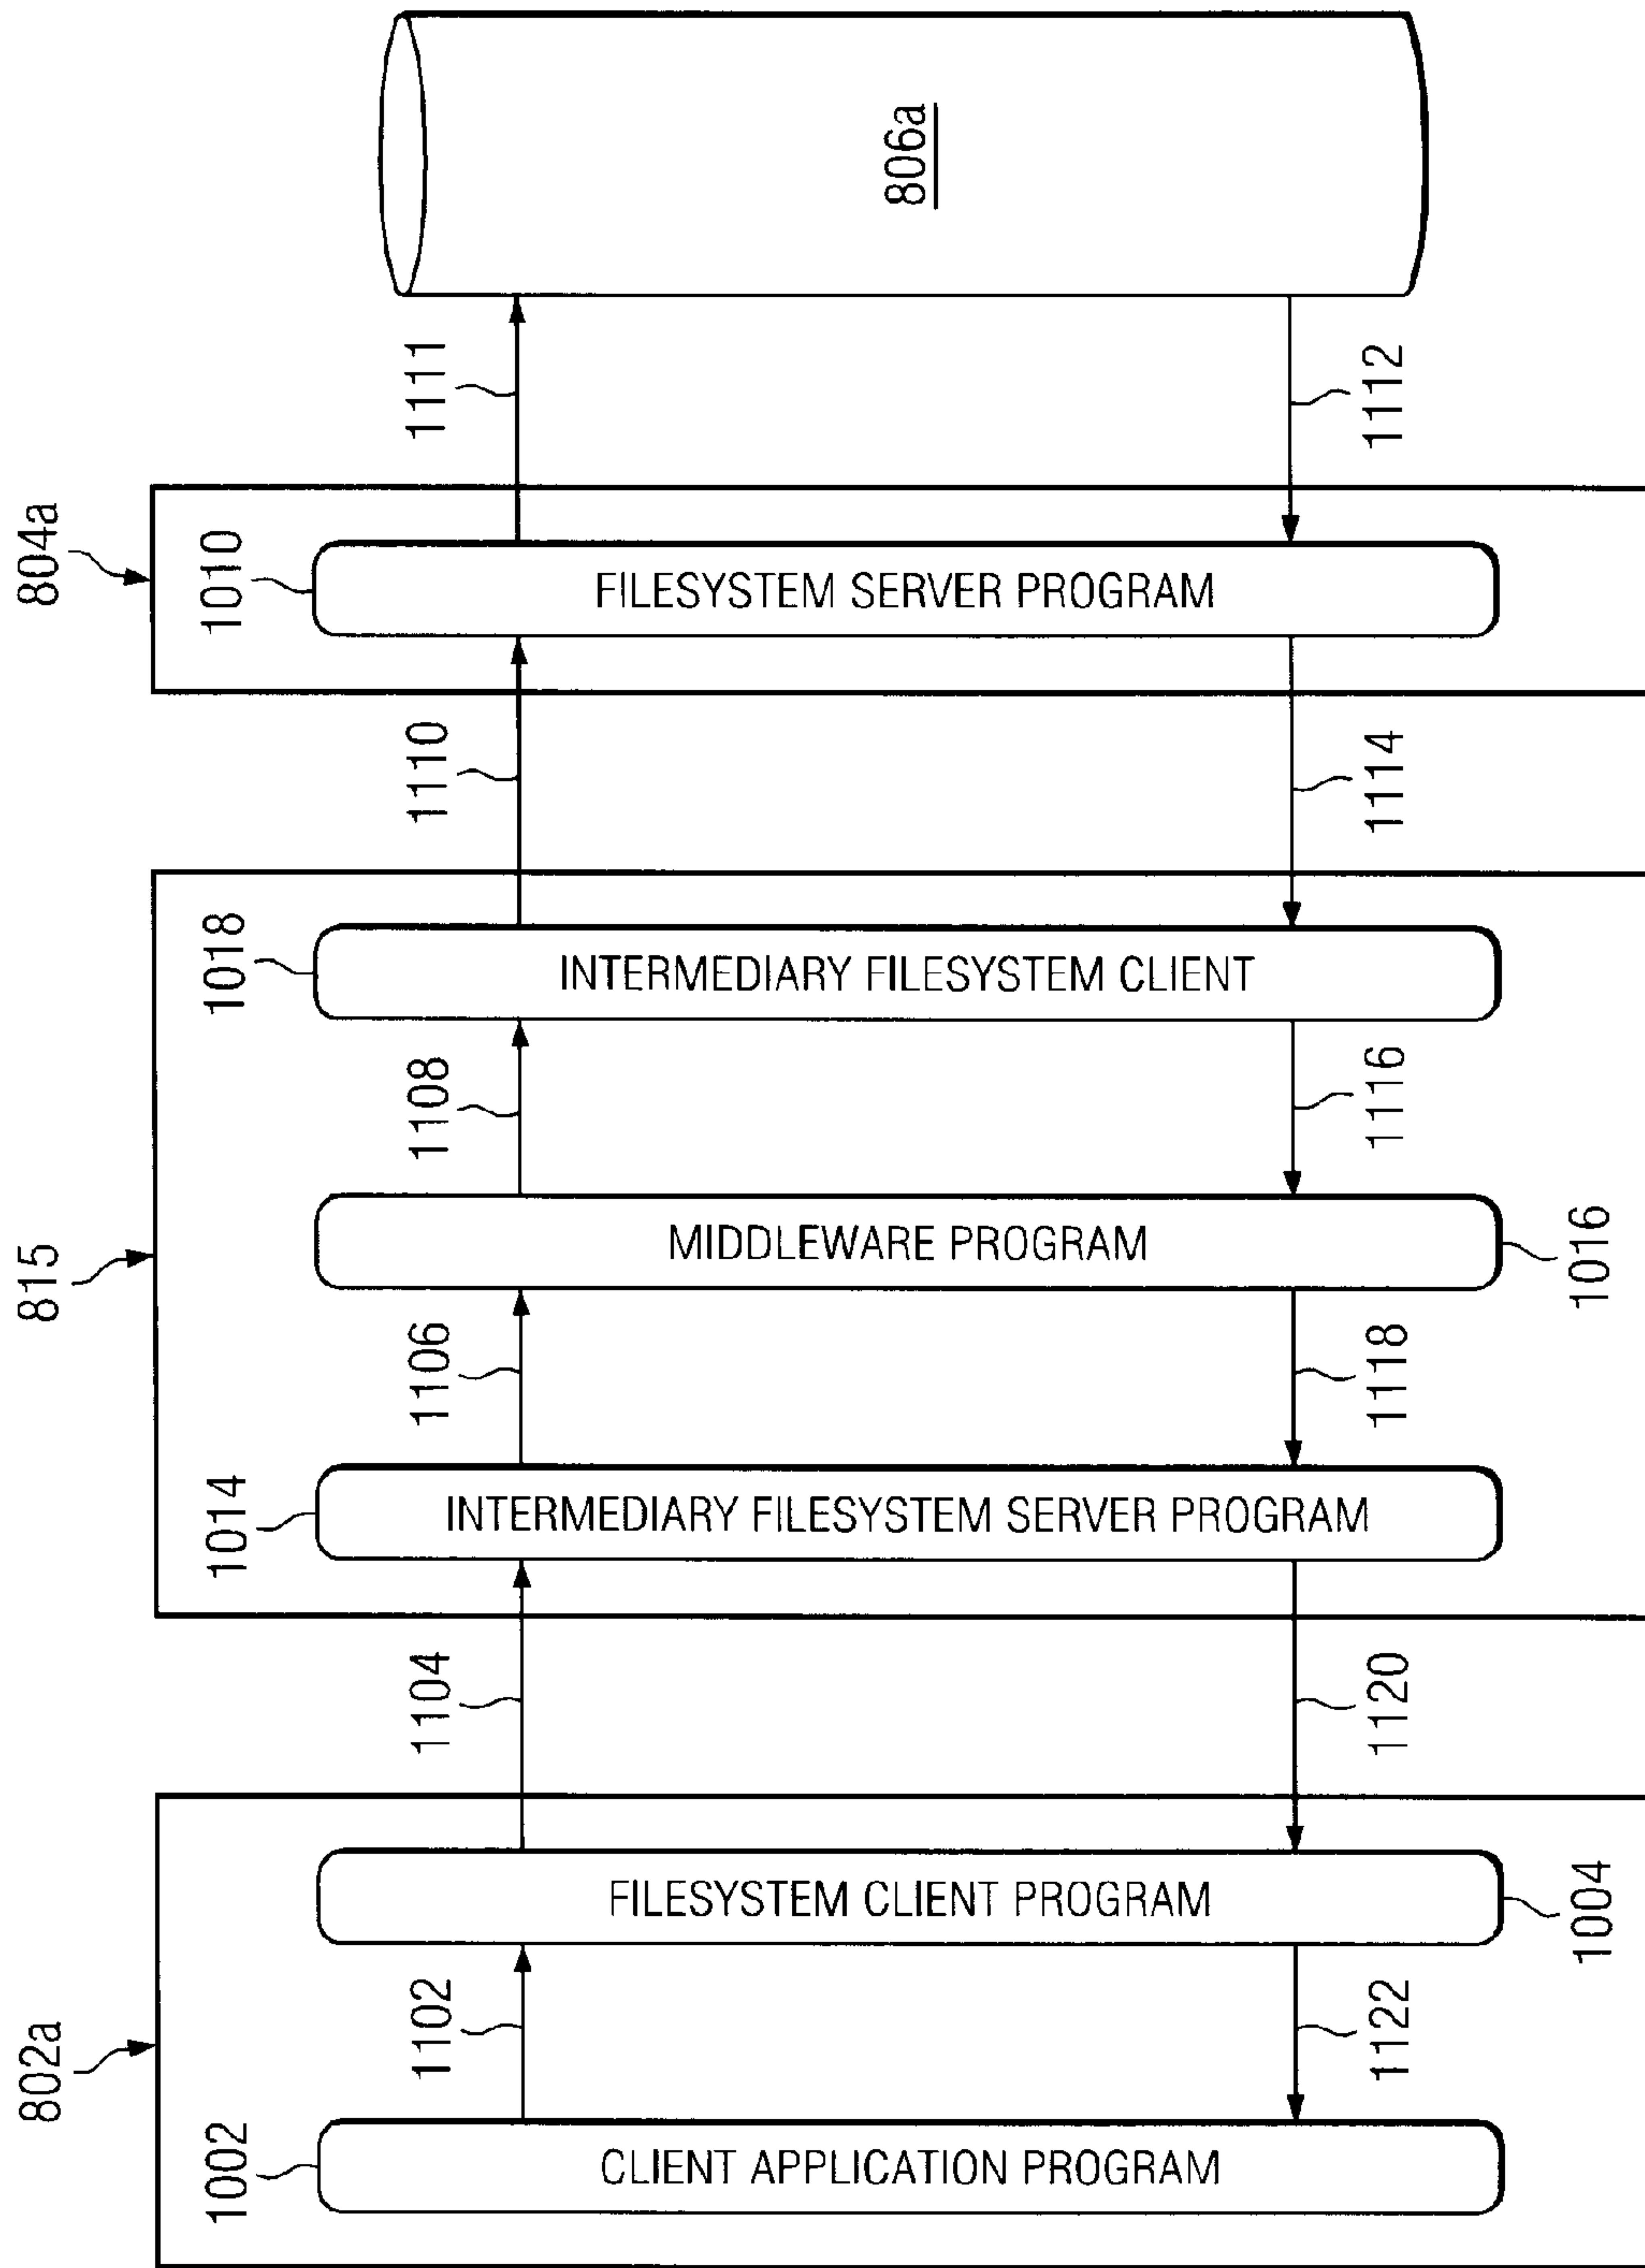 802a
815
804a
1002
1014
1018
1010
1102
1104
1106
1108
1110
1111
CLIENT APPLICATION PROGRAM
FILESYSTEM CLIENT PROGRAM
INTERMEDIARY FILESYSTEM SERVER PROGRAM
MIDDLEWARE PROGRAM
INTERMEDIARY FILESYSTEM CLIENT
FILESYSTEM SERVER PROGRAM
806a
1122
1120
1118
1116
1114
1112
1004
1016